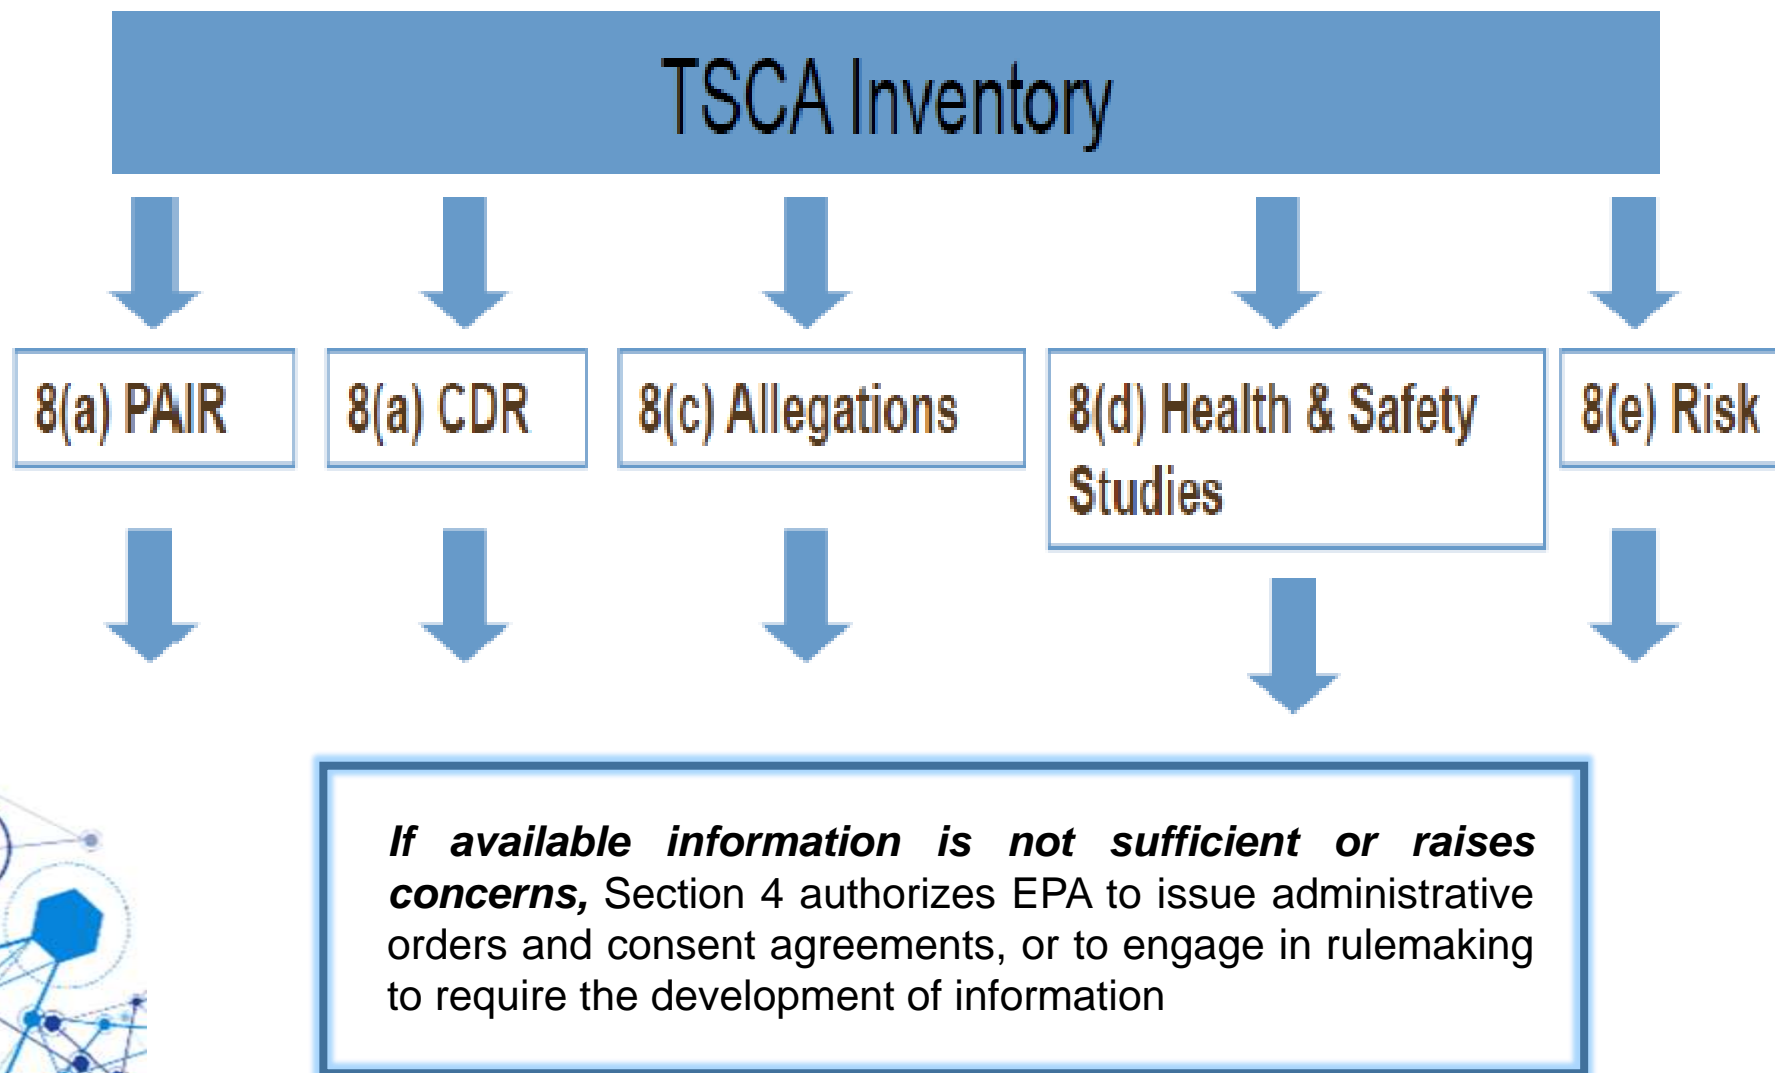 TSCA Inventory
8(a) PAIR
8(a) CDR
8(c) Allegations
8(d) Health & Safety
Studies
8(e) Risk
If available information is not sufficient or raises
concerns, Section 4 authorizes EPA to issue administrative
orders and consent agreements, or to engage in rulemaking
to require the development of information